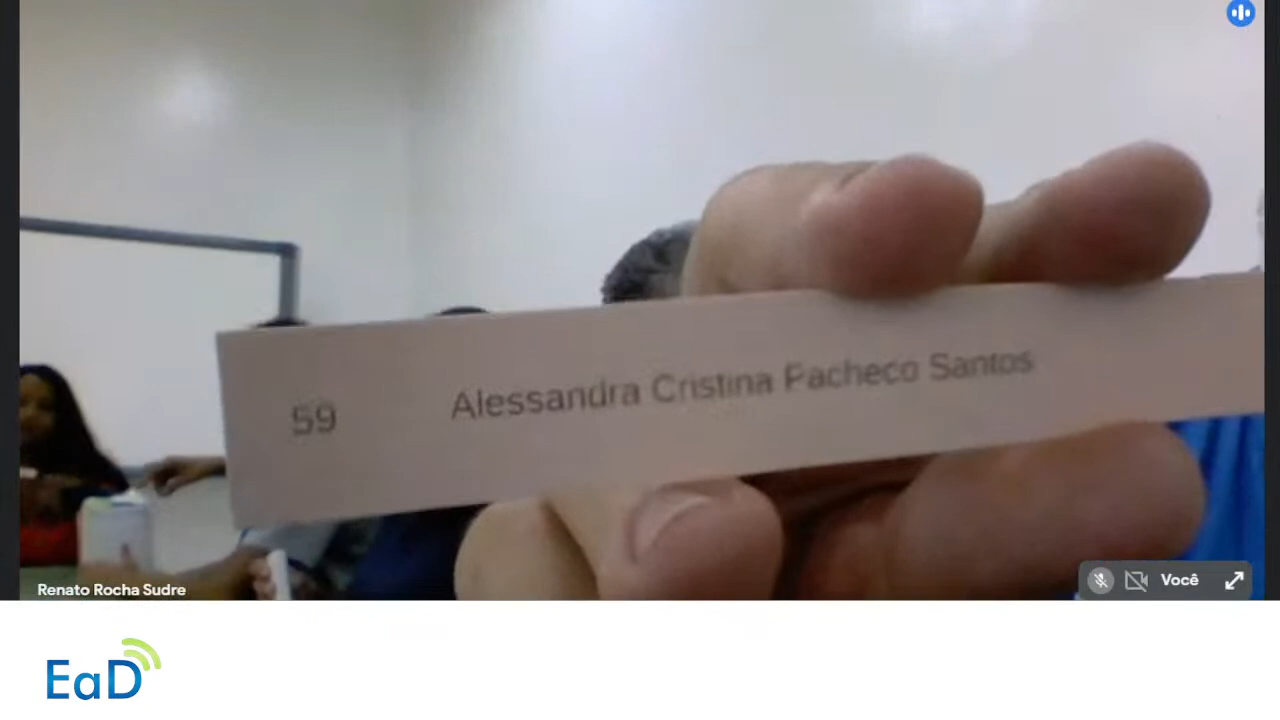 59 Alessandra Cristina Pacheco Santos
Renato Rocha Sudre
Você
EaD